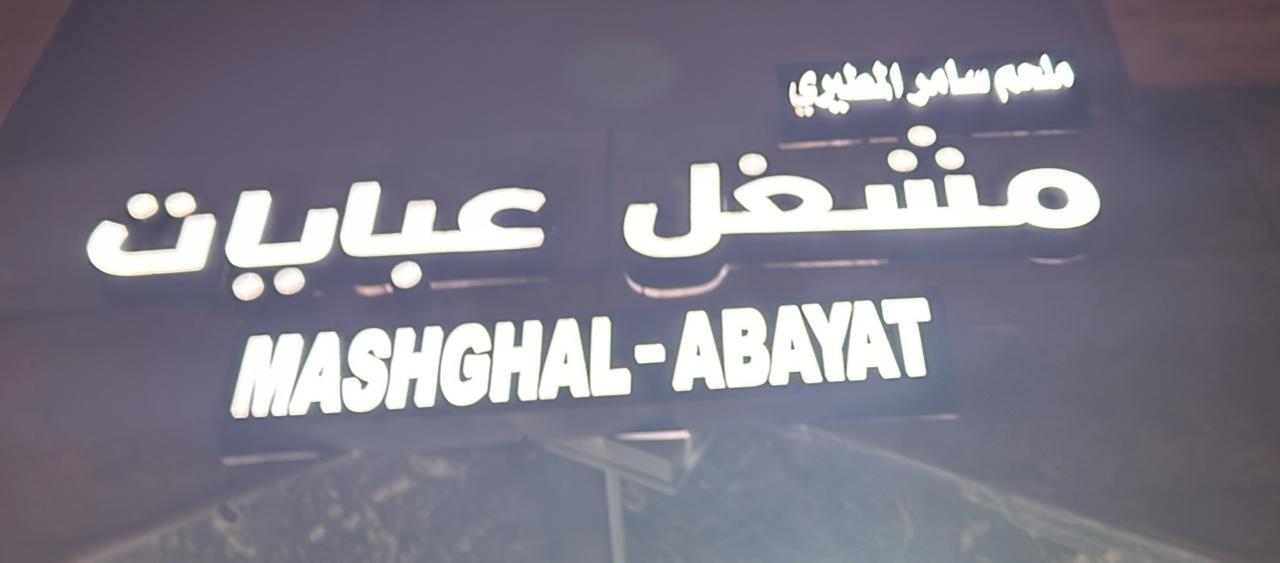 ملحم سامر المطيري
مشغل عبايات
MASHGHAL-ABAYAT